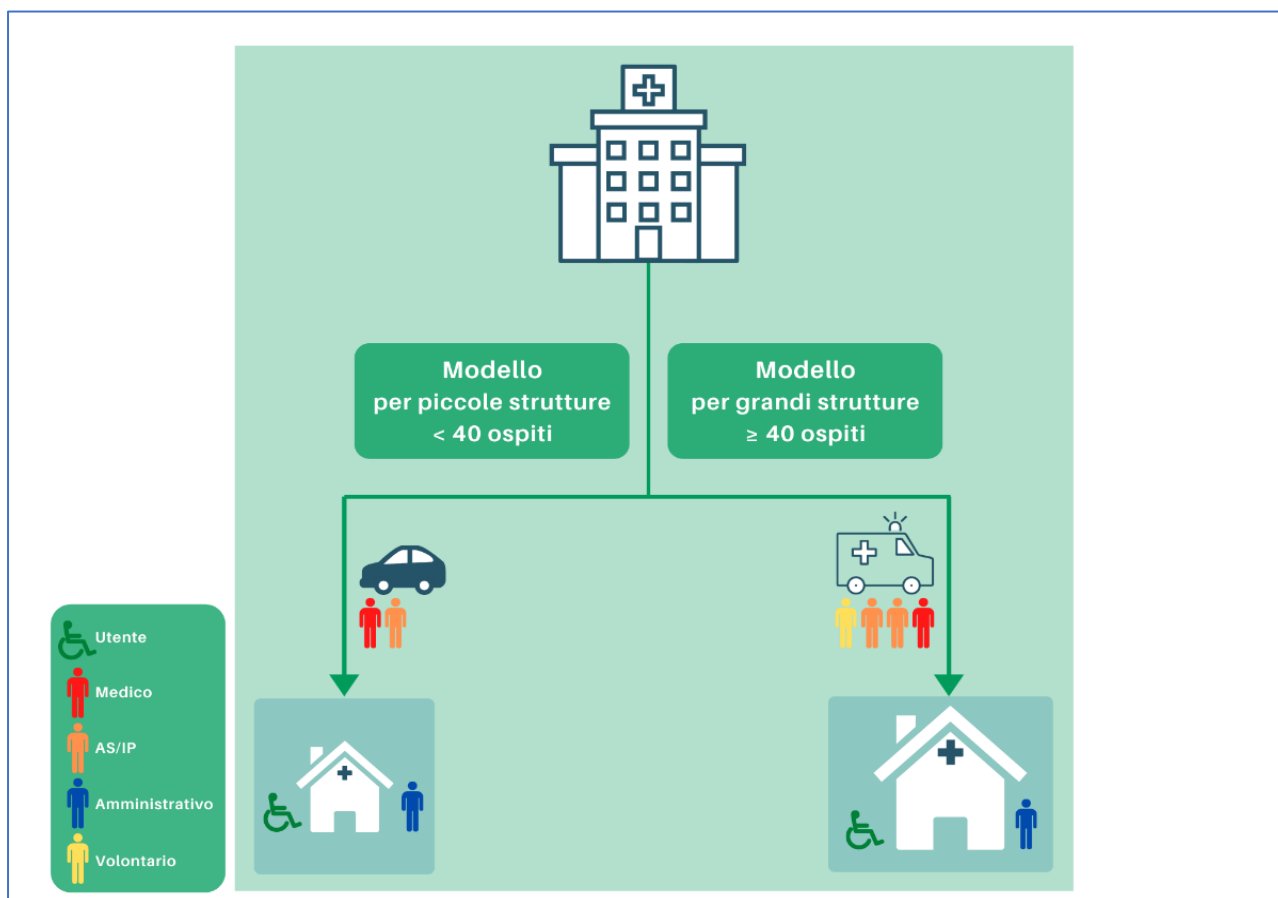 Modello
per piccole strutture
< 40 ospiti
Modello
per grandi strutture
≥ 40 ospiti
Utente
Medico
AS/IP
Amministrativo
Volontario